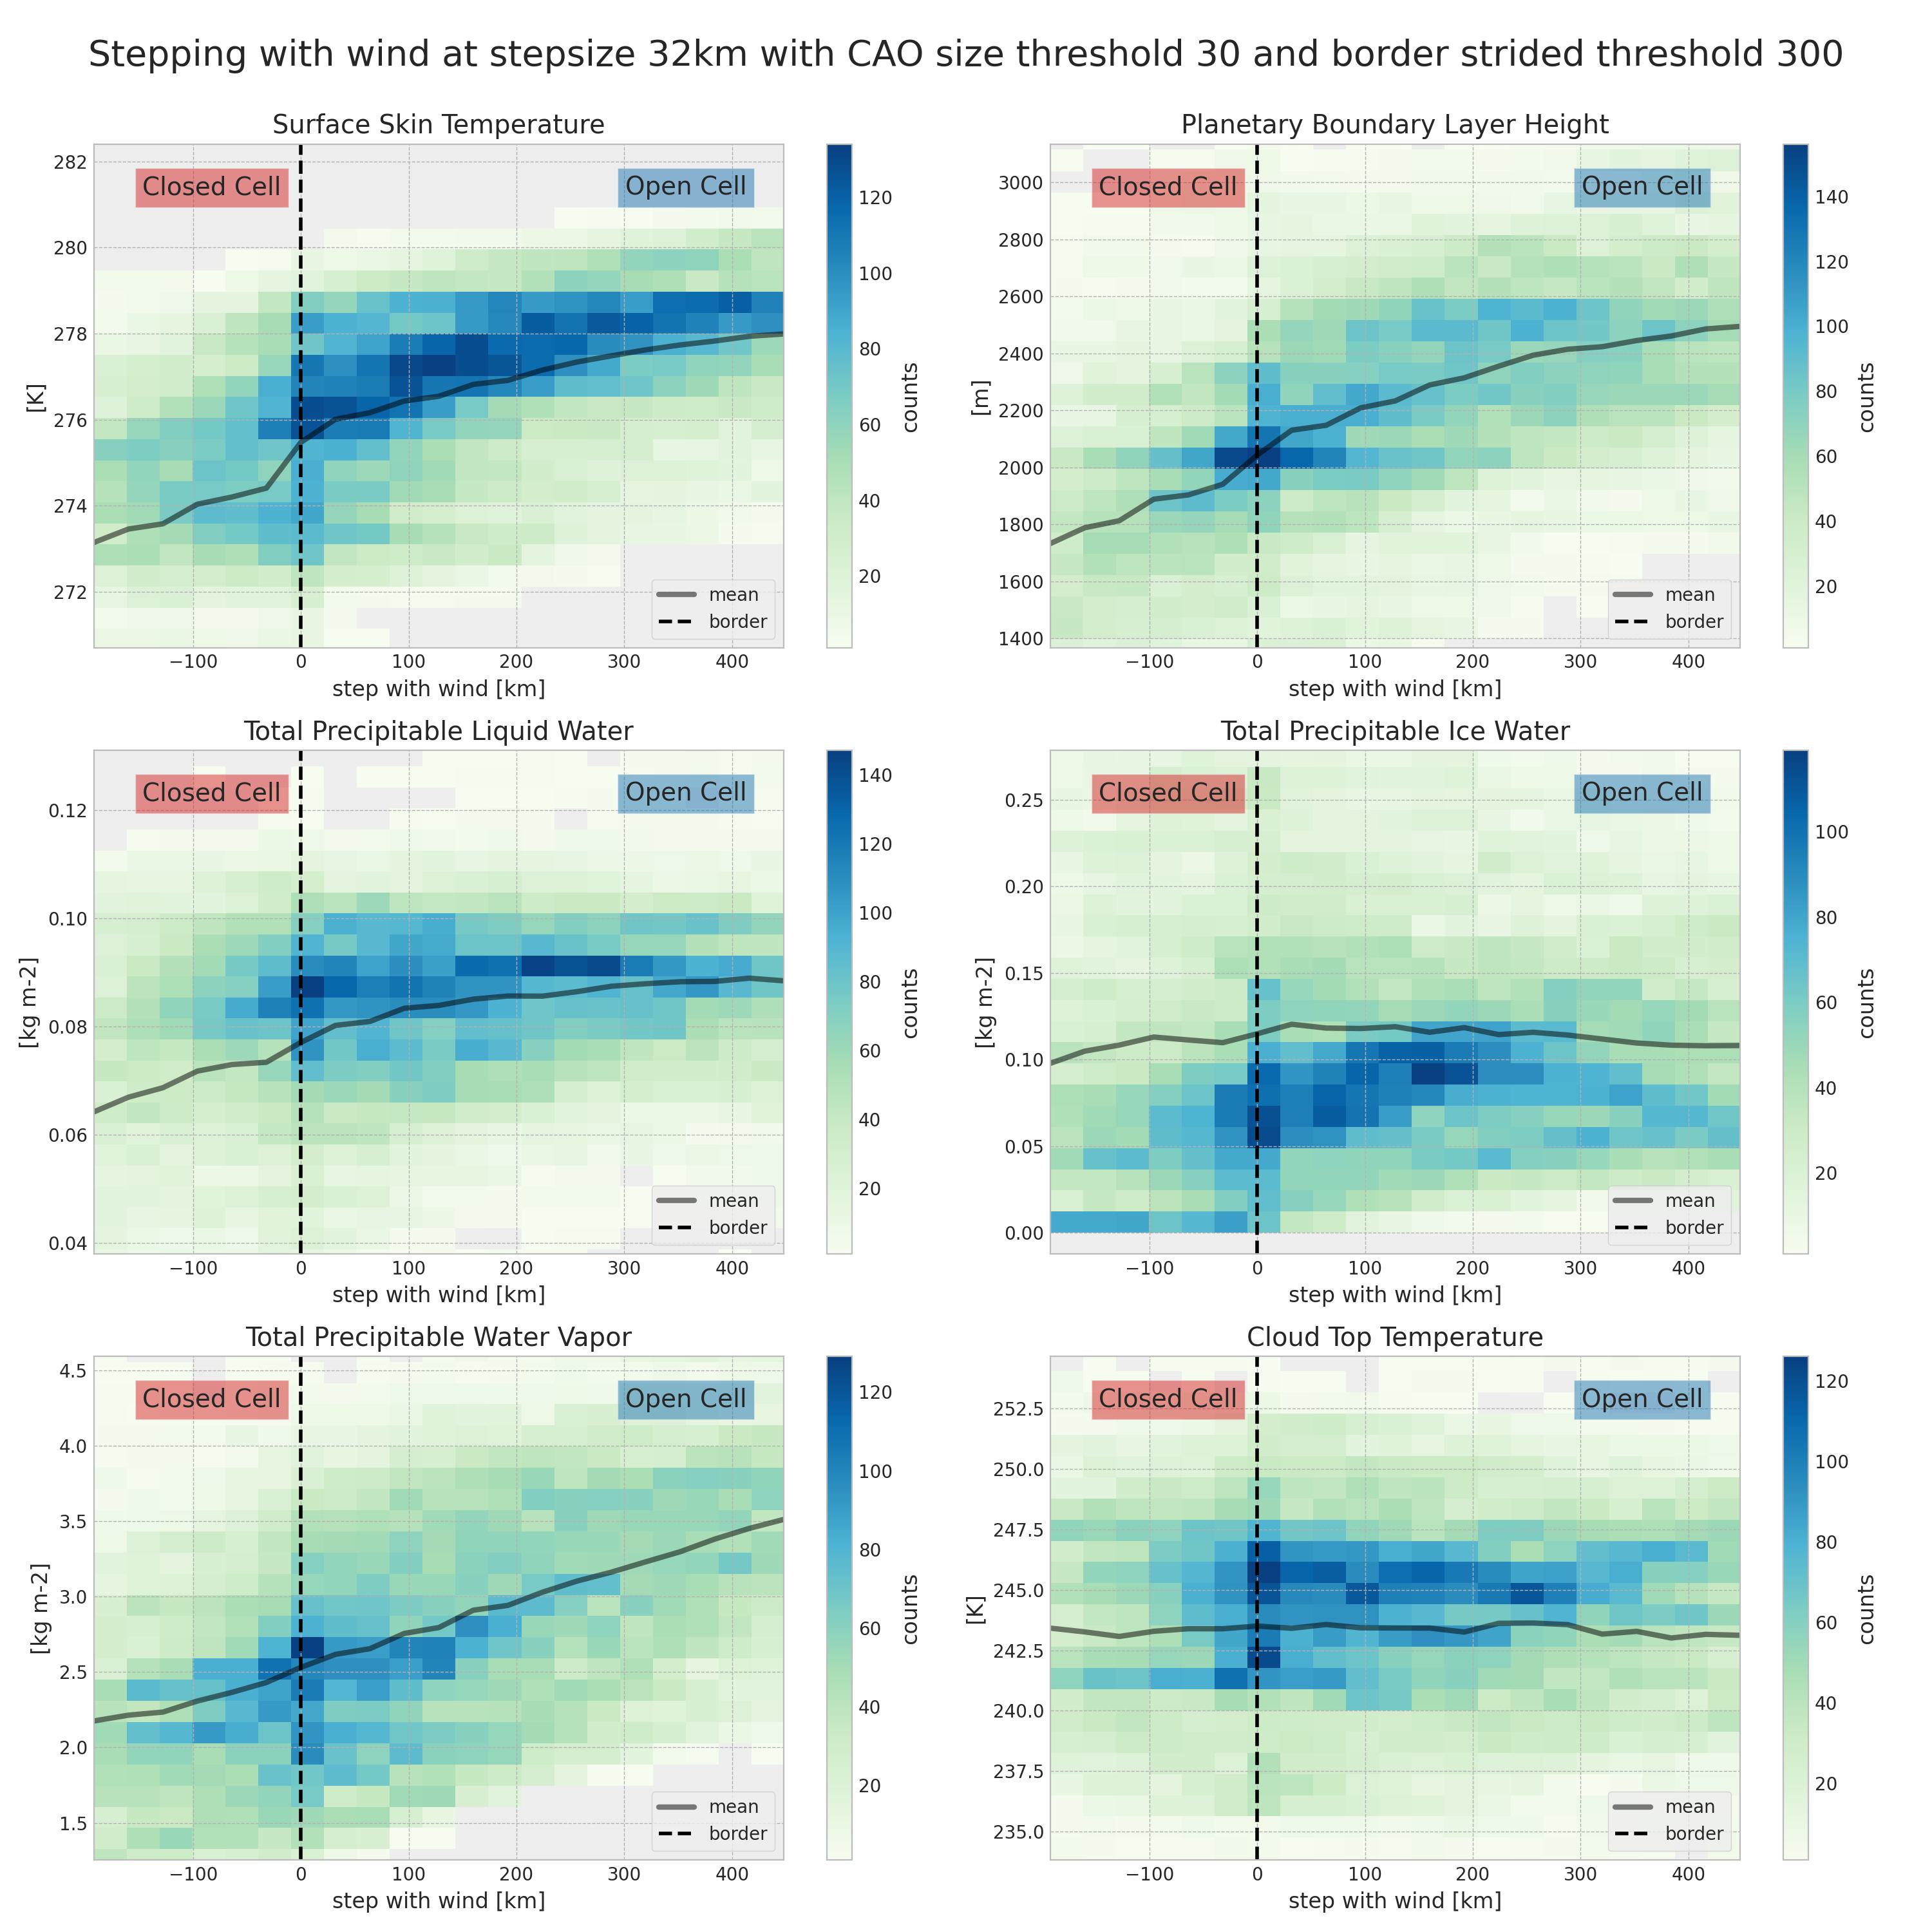 Stepping with wind at stepsize 32km with CAO size threshold 30 and border strided threshold 300
Surface Skin Temperature
Closed Cell
Open Cell
282
280
278
276
274
272
[K]
−100 0 100 200 300 400
step with wind [km]
mean
border
120
100
80
60
40
20
counts
Planetary Boundary Layer Height
Closed Cell
Open Cell
3000
2800
2600
2400
2200
2000
1800
1600
1400
[m]
−100 0 100 200 300 400
step with wind [km]
mean
border
140
120
100
80
60
40
20
counts
Total Precipitable Liquid Water
Closed Cell
Open Cell
0.12
0.10
0.08
0.06
0.04
[kg m-2]
−100 0 100 200 300 400
step with wind [km]
mean
border
140
120
100
80
60
40
20
counts
Total Precipitable Ice Water
Closed Cell
Open Cell
0.25
0.20
0.15
0.10
0.05
0.00
[kg m-2]
−100 0 100 200 300 400
step with wind [km]
mean
border
100
80
60
40
20
counts
Total Precipitable Water Vapor
Closed Cell
Open Cell
4.5
4.0
3.5
3.0
2.5
2.0
1.5
[kg m-2]
−100 0 100 200 300 400
step with wind [km]
mean
border
120
100
80
60
40
20
counts
Cloud Top Temperature
Closed Cell
Open Cell
252.5
250.0
247.5
245.0
242.5
240.0
237.5
235.0
[K]
−100 0 100 200 300 400
step with wind [km]
mean
border
120
100
80
60
40
20
counts